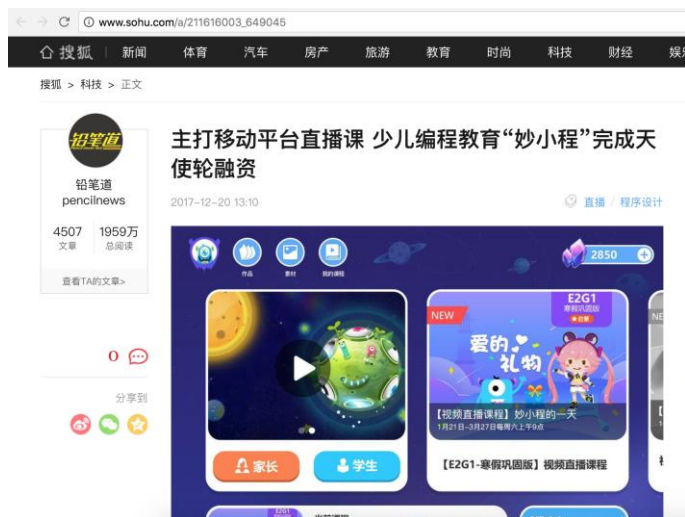 www.sohu.com/a/211616003_649045
搜狐 新闻 体育 汽车 房产 旅游 教育 时尚 科技 财经
搜狐 > 科技 > 正文
铅笔道
铅笔道
pencilnews
4507 1959万
文章 总阅读
查看TA的文章>
0
分享到
主打移动平台直播课 少儿编程教育“妙小程”完成天
使轮融资
2017-12-20 13:10
直播 / 程序设计
作品 素材 我的课程
2850
NEW
E2G1
寒假巩固版
爱的
礼物
【视频直播课程】妙小程的一天
1月21日-3月27日每周六上午9点
【E2G1-寒假巩固版】视频直播课程
家长 学生
NE
E2G1